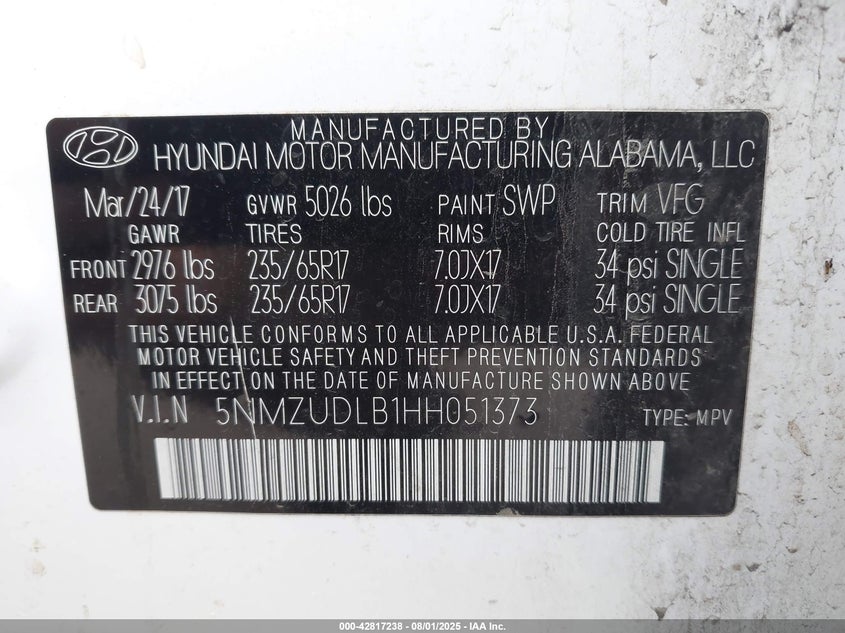 MANUFACTURED BY
HYUNDAI MOTOR MANUFACTURING ALABAMA, LLC
Mar/24/17 GVWR 5026 lbs PAINT SWP TRIM VFG
GAWR TIRES RIMS COLD TIRE INFL
FRONT 2976 lbs 235/65R17 7.0JX17 34 psi SINGLE
REAR 3075 lbs 235/65R17 7.0JX17 34 psi SINGLE
THIS VEHICLE CONFORMS TO ALL APPLICABLE U.S.A. FEDERAL
MOTOR VEHICLE SAFETY AND THEFT PREVENTION STANDARDS
IN EFFECT ON THE DATE OF MANUFACTURE SHOWN ABOVE
V.I.N 5NMZUDLB1HH051373 TYPE: MPV
000-42817238 - 08/01/2025 - IAA Inc.